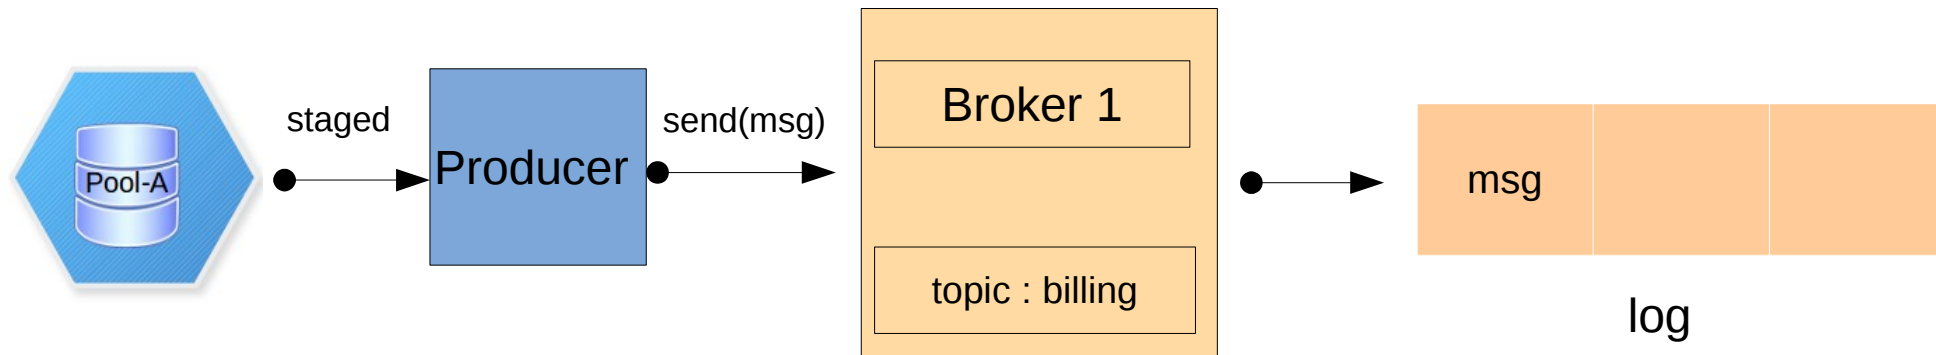 Pool-A
staged
Producer
send(msg)
Broker 1
topic : billing
msg
log